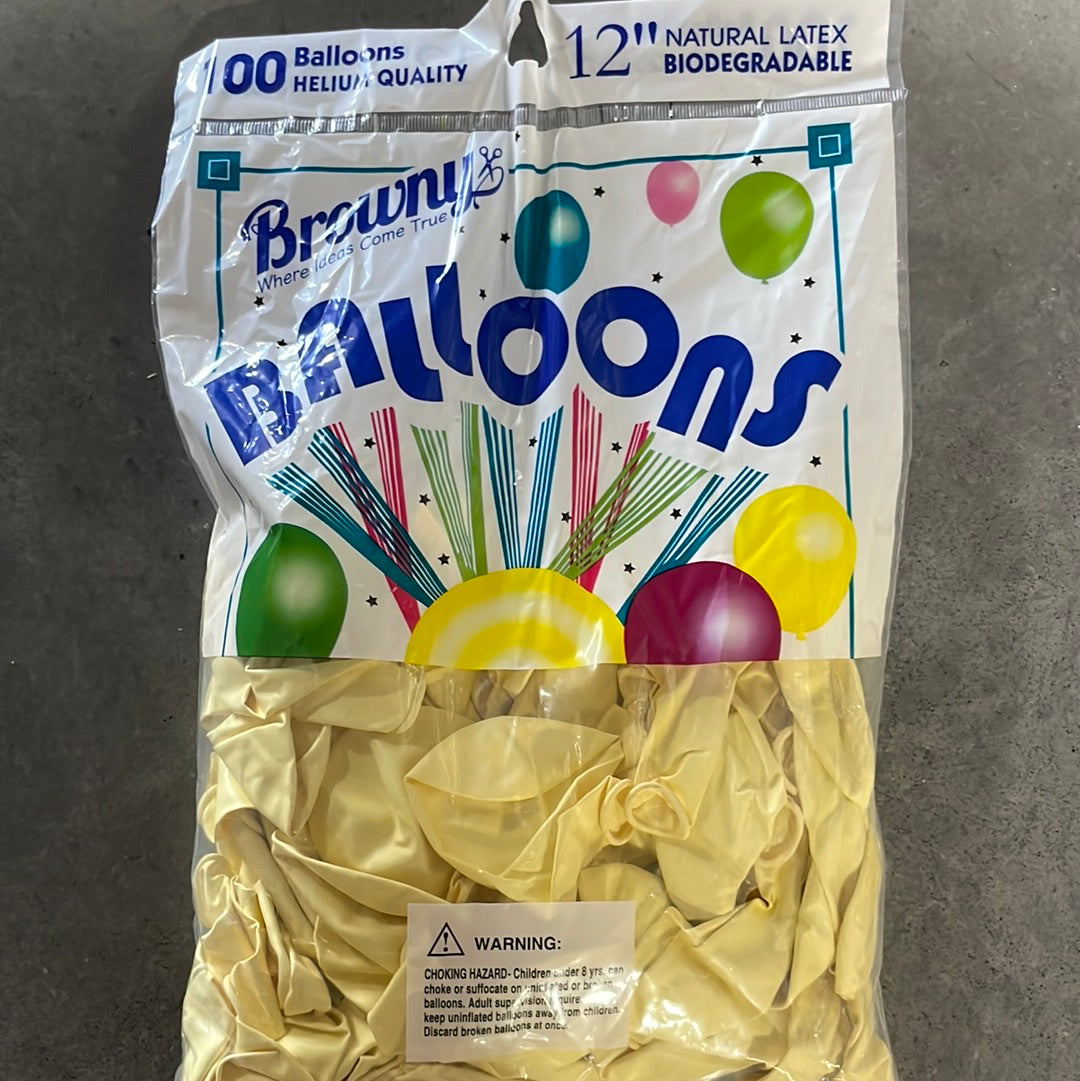 100 Balloons
HELIUM QUALITY
12" NATURAL LATEX
BIODEGRADABLE
Browny
Where Ideas Come True
BALLOONS
WARNING:
CHOKING HAZARD- Children under 8 yrs. can
choke or suffocate on uninflated or broken
balloons. Adult supervision require
keep uninflated balloons away from children.
Discard broken balloons at once.